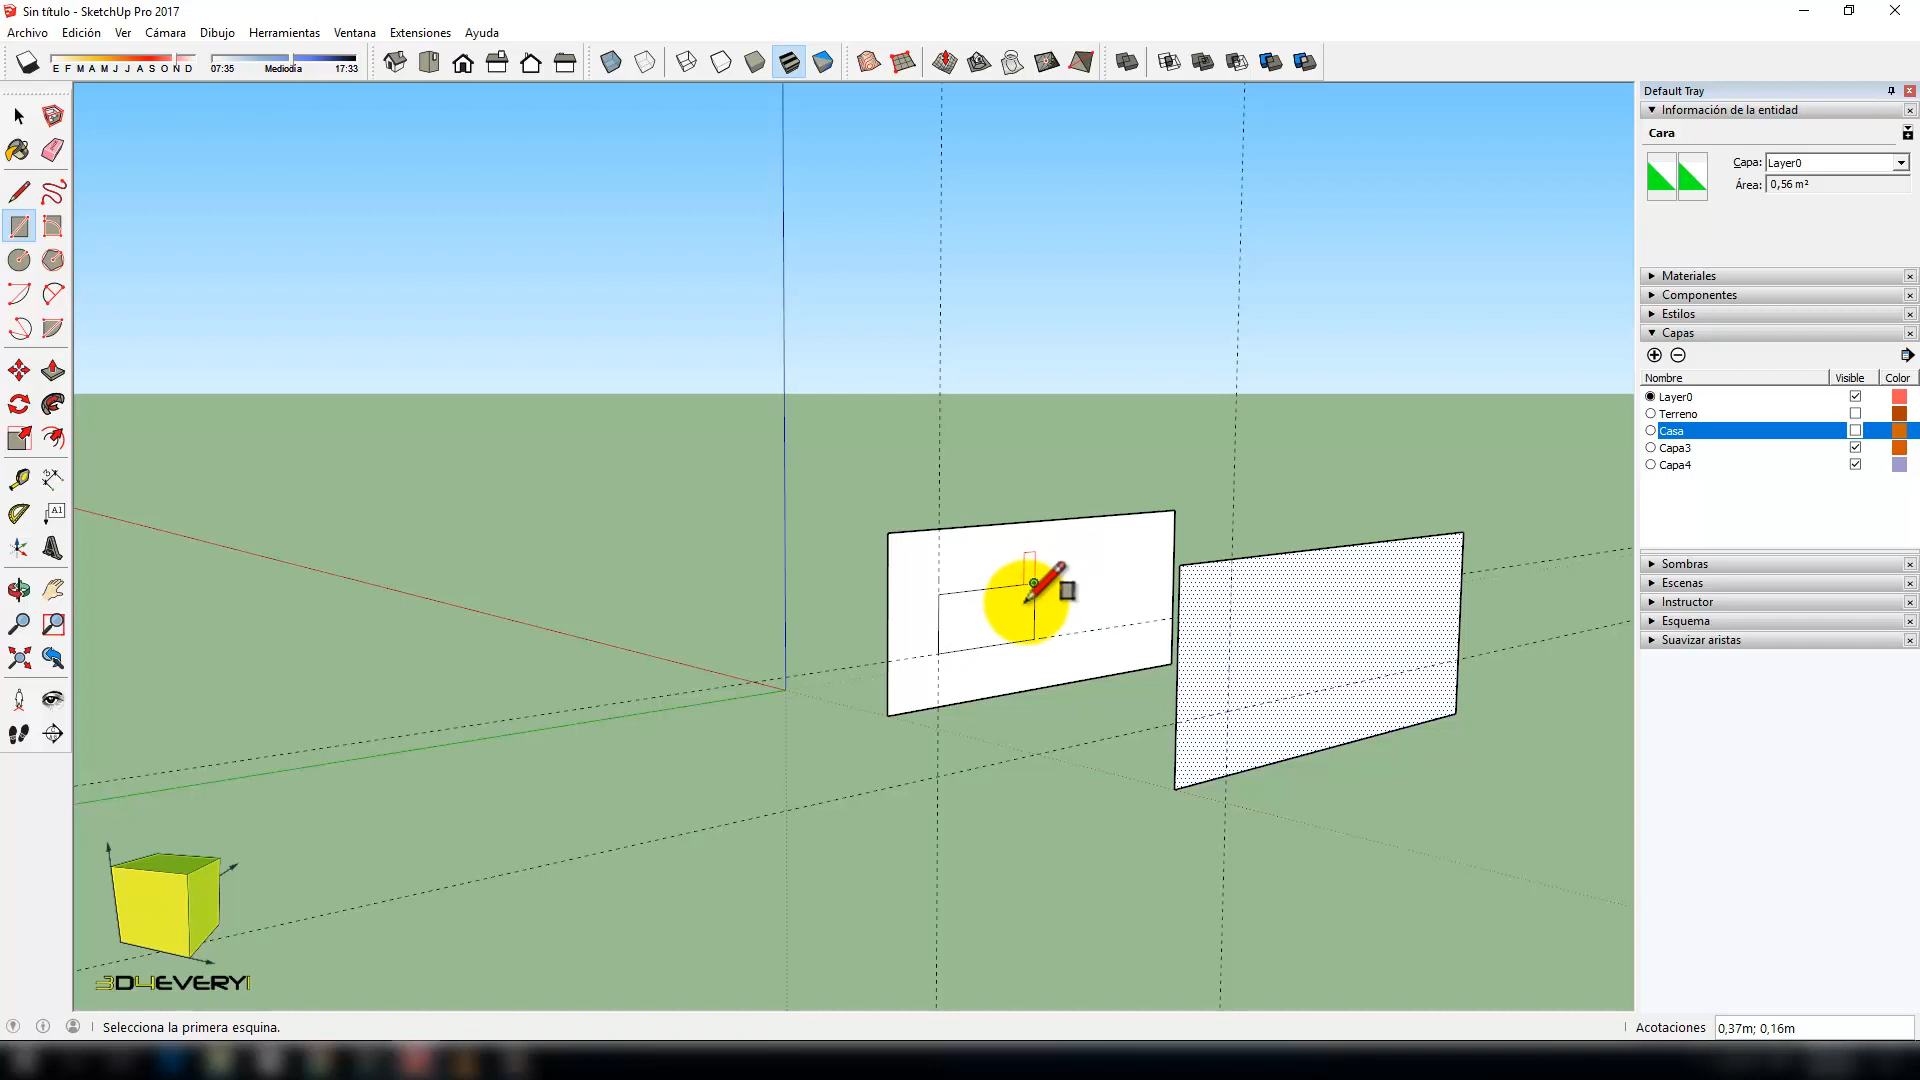 Sin título - SketchUp Pro 2017
Archivo Edición Ver Cámara Dibujo Herramientas Ventana Extensiones Ayuda
E F M A M J J A S O N D 07:35 Mediodía 17:33
Default Tray
Información de la entidad
Cara
Capa: Layer0
Área: 0,56 m²
Materiales
Componentes
Estilos
Capas
Nombre Visible Color
Layer0
Terreno
Casa
Capa3
Capa4
Sombras
Escenas
Instructor
Esquema
Suavizar aristas
A1
3D4EVERY1
Selecciona la primera esquina.
Acotaciones 0,37m; 0,16m